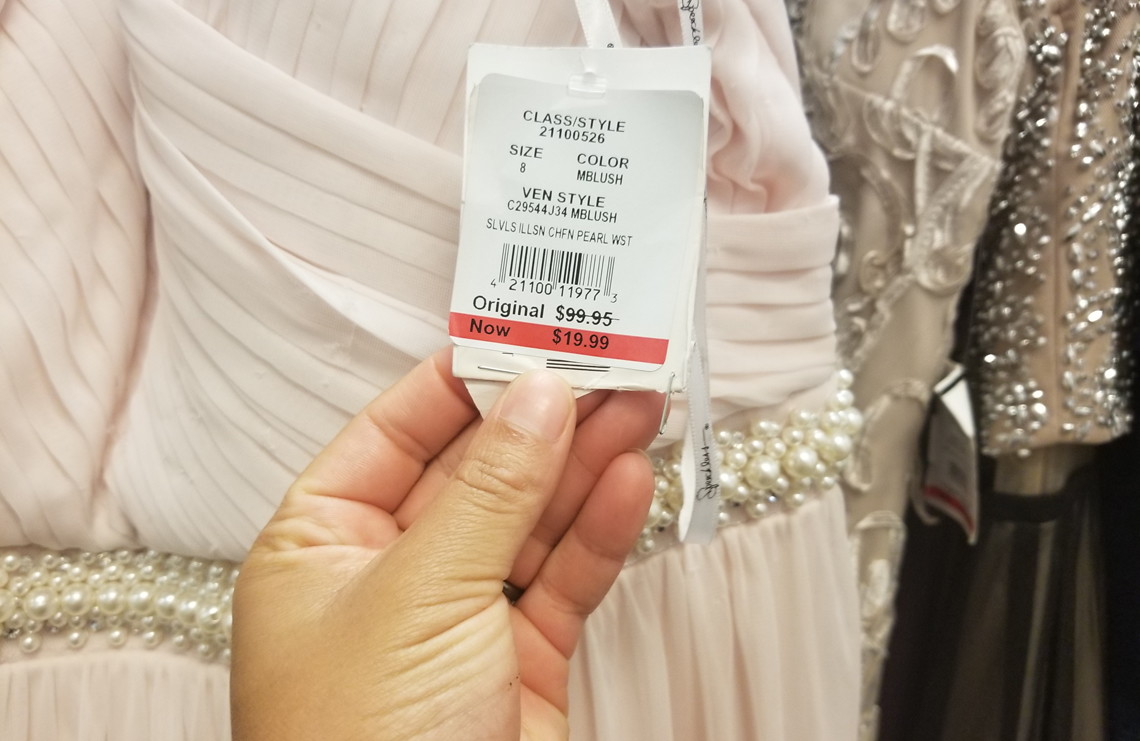 CLASS/STYLE
21100526
SIZE COLOR
8 MBLUSH
VEN STYLE
C29544J34 MBLUSH
SLVLS ILLSN CHFN PEARL WST
4 21100 11977 3
Original $99.95
Now $19.99